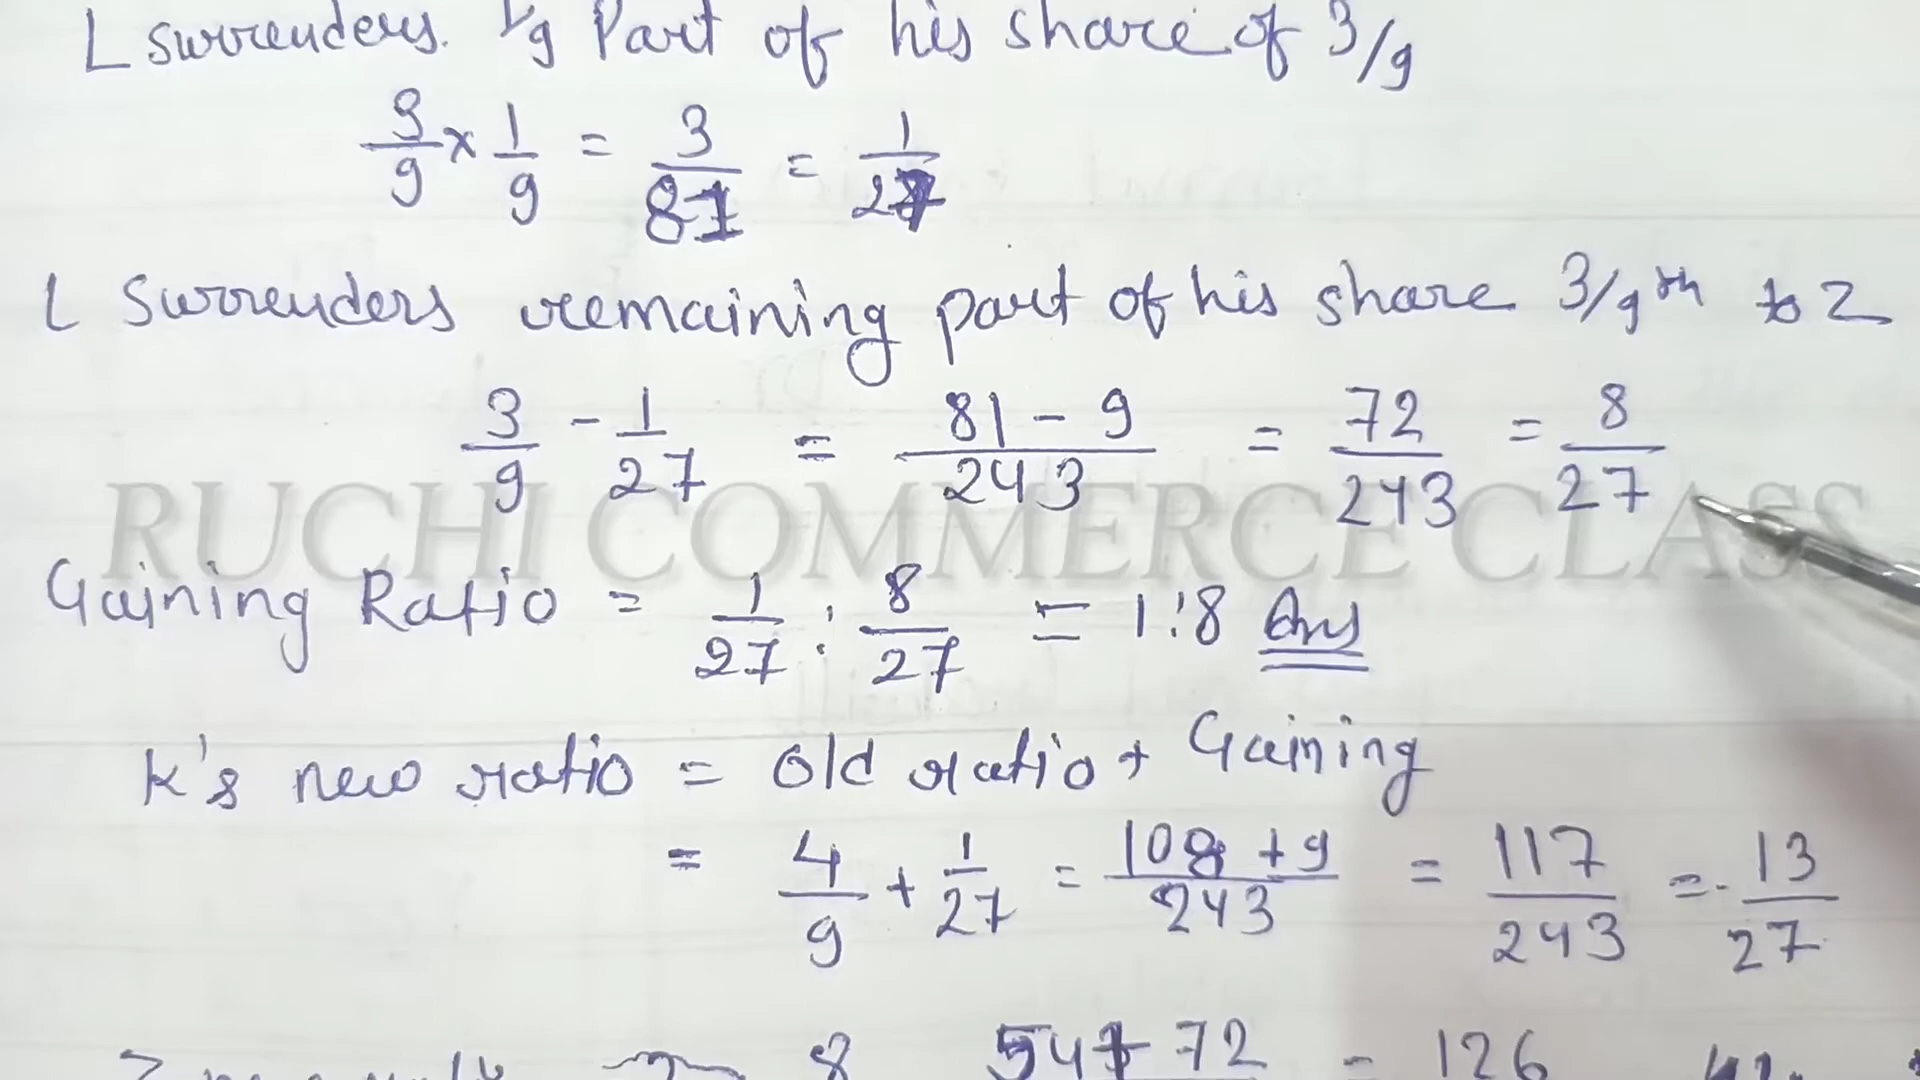 L surrenders. 1/9 Part of his share of 3/9
3/9 × 1/9 = 3/81 = 1/27
L Surrenders remaining part of his share 3/9th to Z
3/9 - 1/27 = 81 - 9/243 = 72/243 = 8/27
RUCHI COMMERCE CLASS
Gaining Ratio = 1/27 : 8/27 = 1:8 Ans
K's new ratio = Old ratio + Gaining
= 4/9 + 1/27 = 108 + 9/243 = 117/243 = 13/27
8 54 + 72 = 126